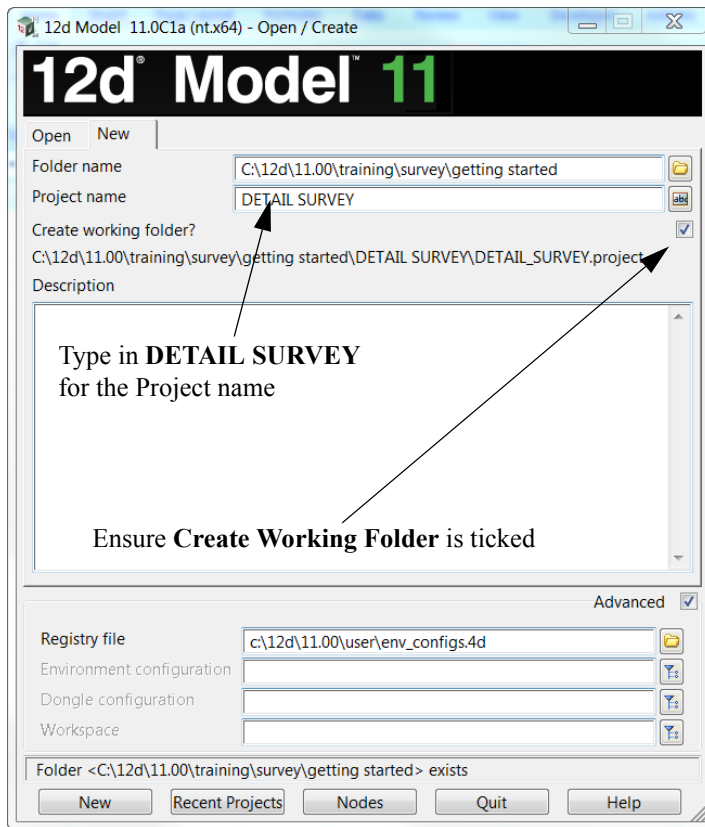 12d Model 11.0C1a (nt.x64) - Open / Create
12d® Model™ 11
Open New
Folder name C:\12d\11.00\training\survey\getting started
Project name DETAIL SURVEY
abc
Create working folder?
C:\12d\11.00\training\survey\getting started\DETAIL SURVEY\DETAIL_SURVEY.project
Description
Type in DETAIL SURVEY
for the Project name
Ensure Create Working Folder is ticked
Advanced
Registry file c:\12d\11.00\user\env_configs.4d
Environment configuration
Dongle configuration
Workspace
Folder <C:\12d\11.00\training\survey\getting started> exists
New Recent Projects Nodes Quit Help